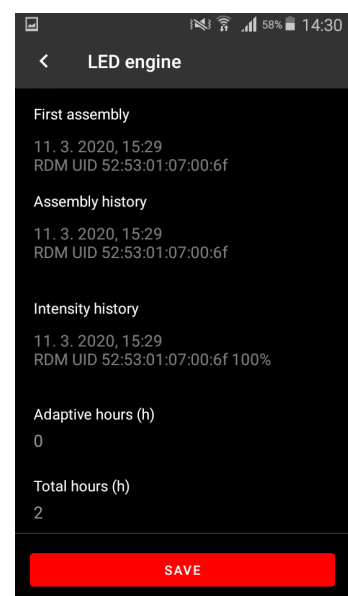 58% 14:30
LED engine
First assembly
11. 3. 2020, 15:29
RDM UID 52:53:01:07:00:6f
Assembly history
11. 3. 2020, 15:29
RDM UID 52:53:01:07:00:6f
Intensity history
11. 3. 2020, 15:29
RDM UID 52:53:01:07:00:6f 100%
Adaptive hours (h)
0
Total hours (h)
2
SAVE